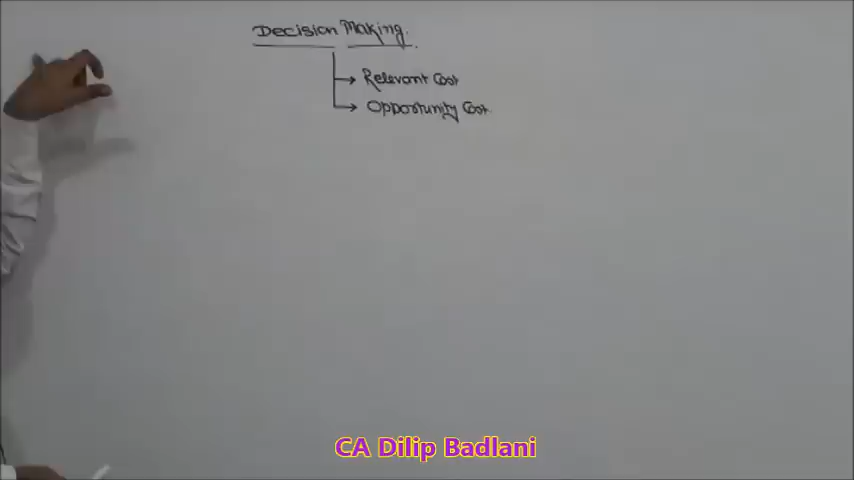 Decision Making.
Relevant Cost
Opportunity Cost.
CA Dilip Badlani